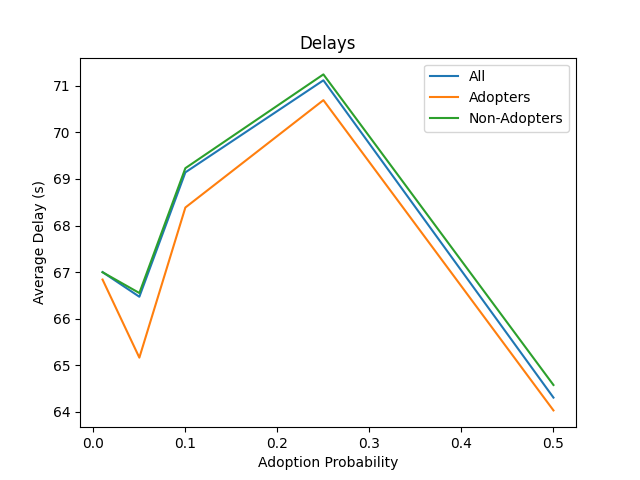 Delays
All
Adopters
Non-Adopters
71
70
69
68
67
66
65
64
Average Delay (s)
0.0 0.1 0.2 0.3 0.4 0.5
Adoption Probability